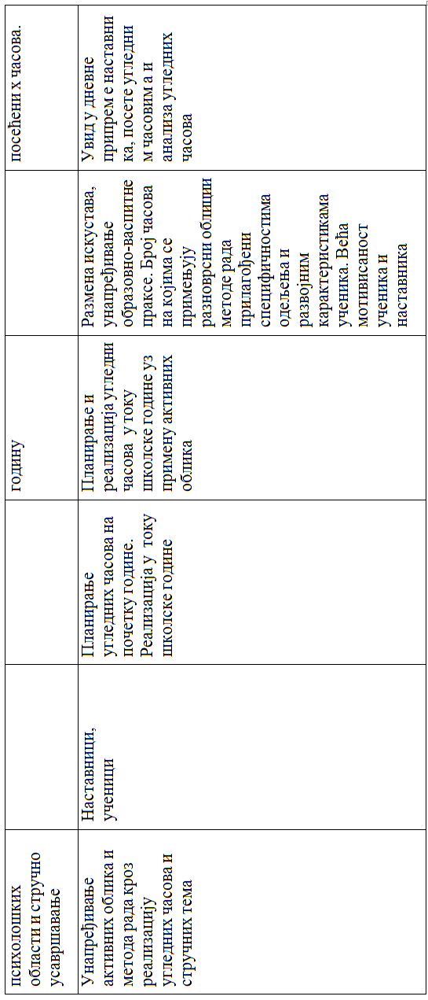 психолошких
области и стручно
усавршавање
годину
посећени х часова.
Унапређивање
активних облика и
метода рада кроз
реализацију
угледних часова и
стручних тема
Наставници,
ученици
Планирање
угледних часова на
почетку године.
Реализација у току
школске године
Планирање и
реализација угледни
часова у току
школске године уз
примену активних
облика
Размена искустава,
унапређивање
образовно-васпитне
праксе. Број часова
на којима се
примењују
разноврсни облиции
методе рада
прилагођени
специфичностима
одељења и
развојним
карактеристикама
ученика. Већа
мотивисаност
ученика и
наставника
Увид у дневне
припрем е наставни
ка, посете угледни
м часовим а и
анализа угледних
часова